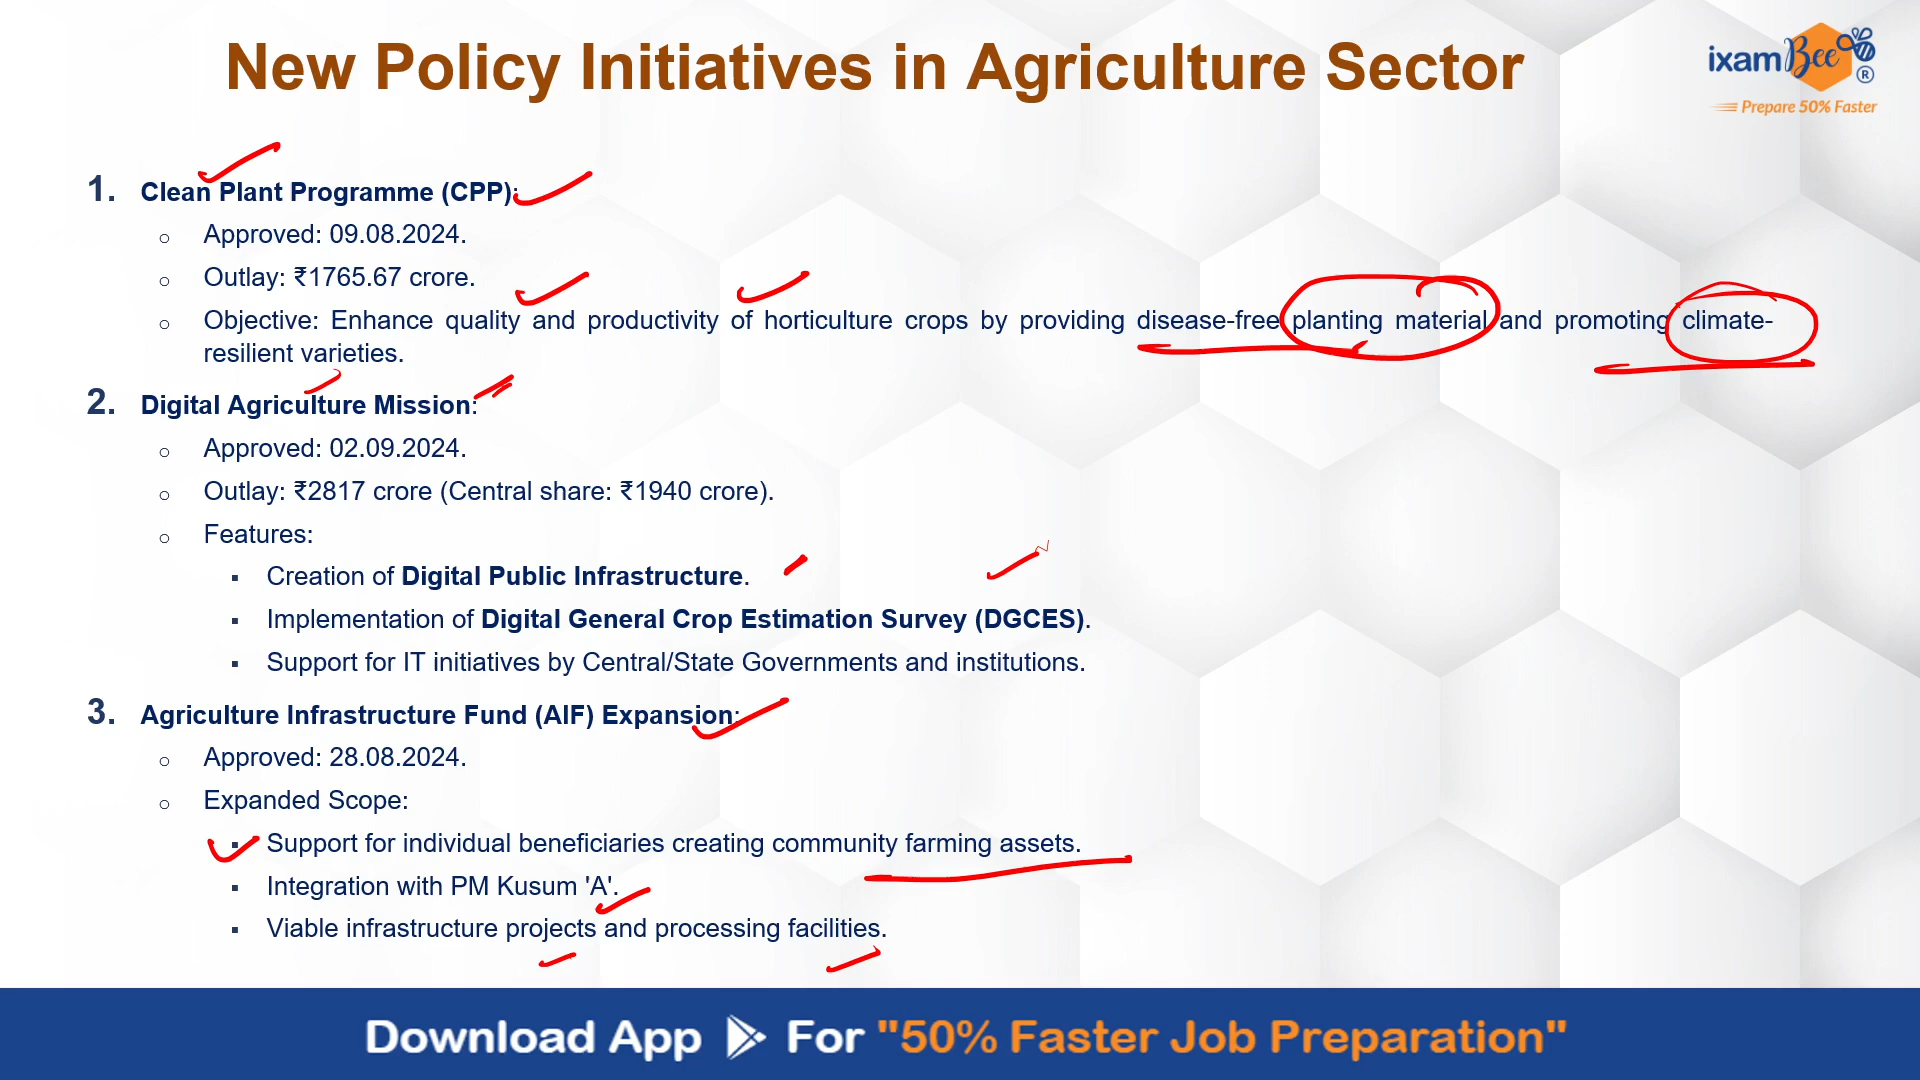 New Policy Initiatives in Agriculture Sector
ixamBee®
Prepare 50% Faster
1. Clean Plant Programme (CPP):
o Approved: 09.08.2024.
o Outlay: ₹1765.67 crore.
o Objective: Enhance quality and productivity of horticulture crops by providing disease-free planting material and promoting climate-
resilient varieties.
2. Digital Agriculture Mission:
o Approved: 02.09.2024.
o Outlay: ₹2817 crore (Central share: ₹1940 crore).
o Features:
▪ Creation of Digital Public Infrastructure.
▪ Implementation of Digital General Crop Estimation Survey (DGCES).
▪ Support for IT initiatives by Central/State Governments and institutions.
3. Agriculture Infrastructure Fund (AIF) Expansion:
o Approved: 28.08.2024.
o Expanded Scope:
▪ Support for individual beneficiaries creating community farming assets.
▪ Integration with PM Kusum 'A'.
▪ Viable infrastructure projects and processing facilities.
Download App For "50% Faster Job Preparation"